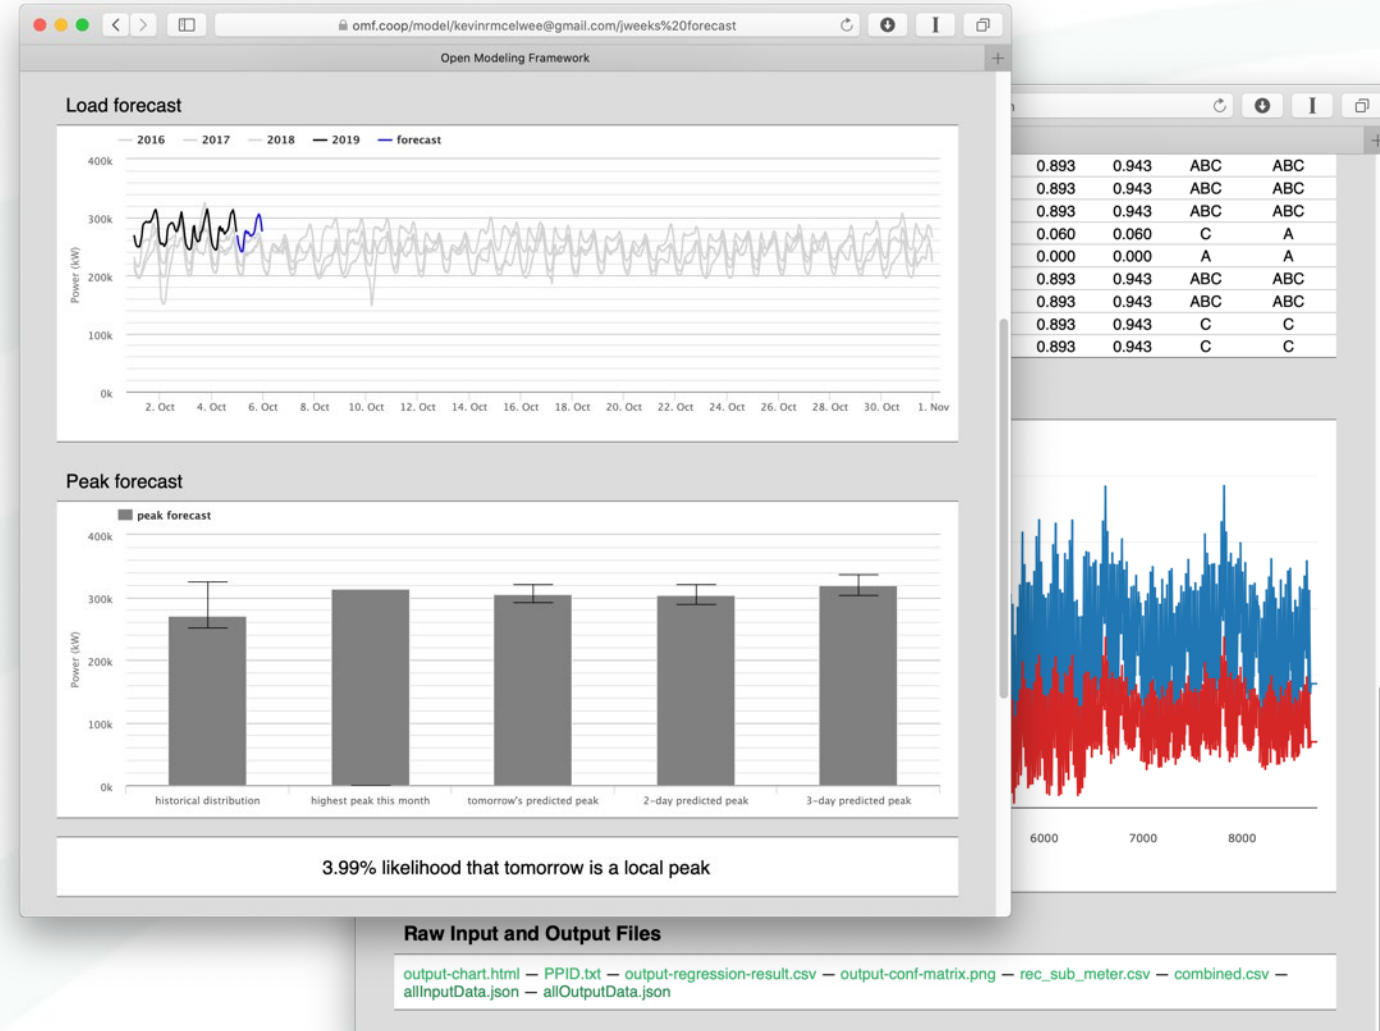 omf.coop/model/kevinrmcelwee@gmail.com/jweeks%20forecast
Open Modeling Framework
Load forecast
2016 2017 2018 2019 forecast
400k
300k
200k
100k
0k
Power (kW)
2. Oct 4. Oct 6. Oct 8. Oct 10. Oct 12. Oct 14. Oct 16. Oct 18. Oct 20. Oct 22. Oct 24. Oct 26. Oct 28. Oct 30. Oct 1. Nov
Peak forecast
peak forecast
400k
300k
200k
100k
0k
Power (kW)
historical distribution highest peak this month tomorrow's predicted peak 2-day predicted peak 3-day predicted peak
3.99% likelihood that tomorrow is a local peak
0.893 0.943 ABC ABC
0.893 0.943 ABC ABC
0.893 0.943 ABC ABC
0.060 0.060 C A
0.000 0.000 A A
0.893 0.943 ABC ABC
0.893 0.943 ABC ABC
0.893 0.943 C C
0.893 0.943 C C
6000 7000 8000
Raw Input and Output Files
output-chart.html — PPID.txt — output-regression-result.csv — output-conf-matrix.png — rec_sub_meter.csv — combined.csv —
allInputData.json — allOutputData.json